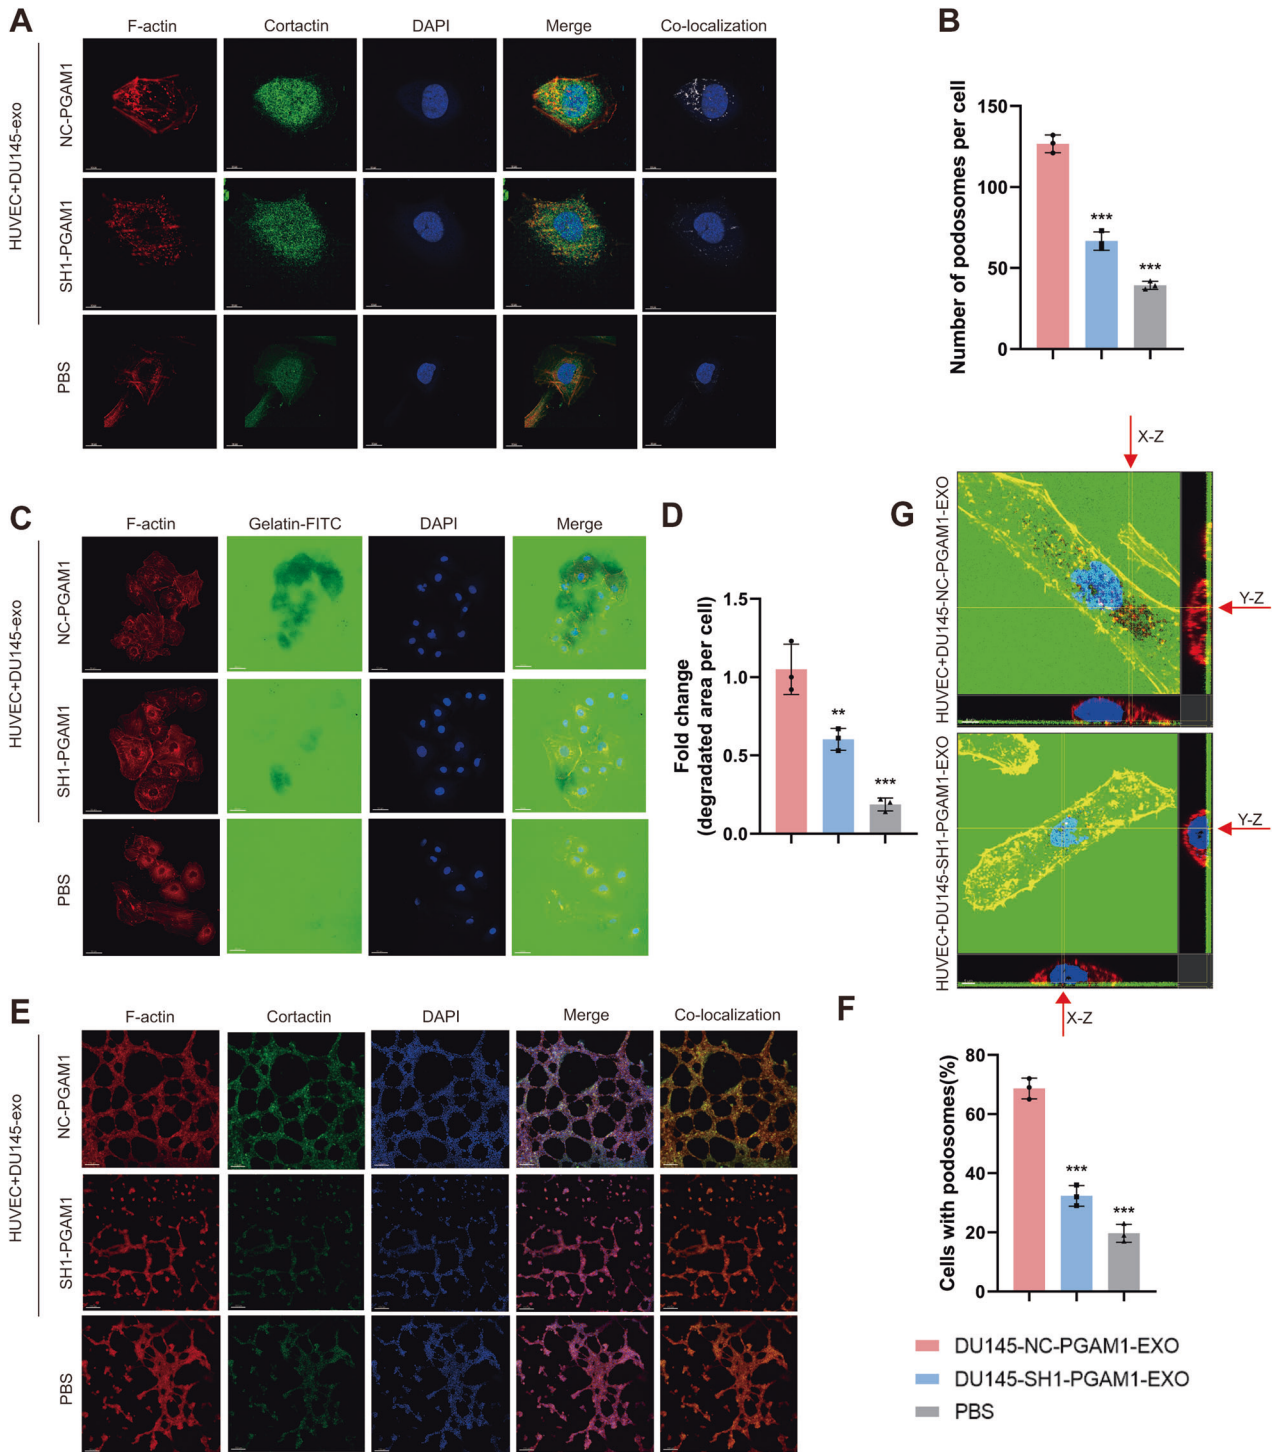 A
F-actin
Cortactin
DAPI
Merge
Co-localization
HUVEC+DU145-exo
NC-PGAM1
SH1-PGAM1
PBS
B
Number of podosomes per cell
150
100
50
0
***
***
C
F-actin
Gelatin-FITC
DAPI
Merge
HUVEC+DU145-exo
NC-PGAM1
SH1-PGAM1
PBS
D
Fold change
(degradated area per cell)
1.5
1.0
0.5
0.0
**
***
G
X-Z
HUVEC+DU145-NC-PGAM1-EXO
Y-Z
HUVEC+DU145-SH1-PGAM1-EXO
Y-Z
X-Z
E
F-actin
Cortactin
DAPI
Merge
Co-localization
HUVEC+DU145-exo
NC-PGAM1
SH1-PGAM1
PBS
F
Cells with podosomes(%)
80
60
40
20
0
***
***
DU145-NC-PGAM1-EXO
DU145-SH1-PGAM1-EXO
PBS